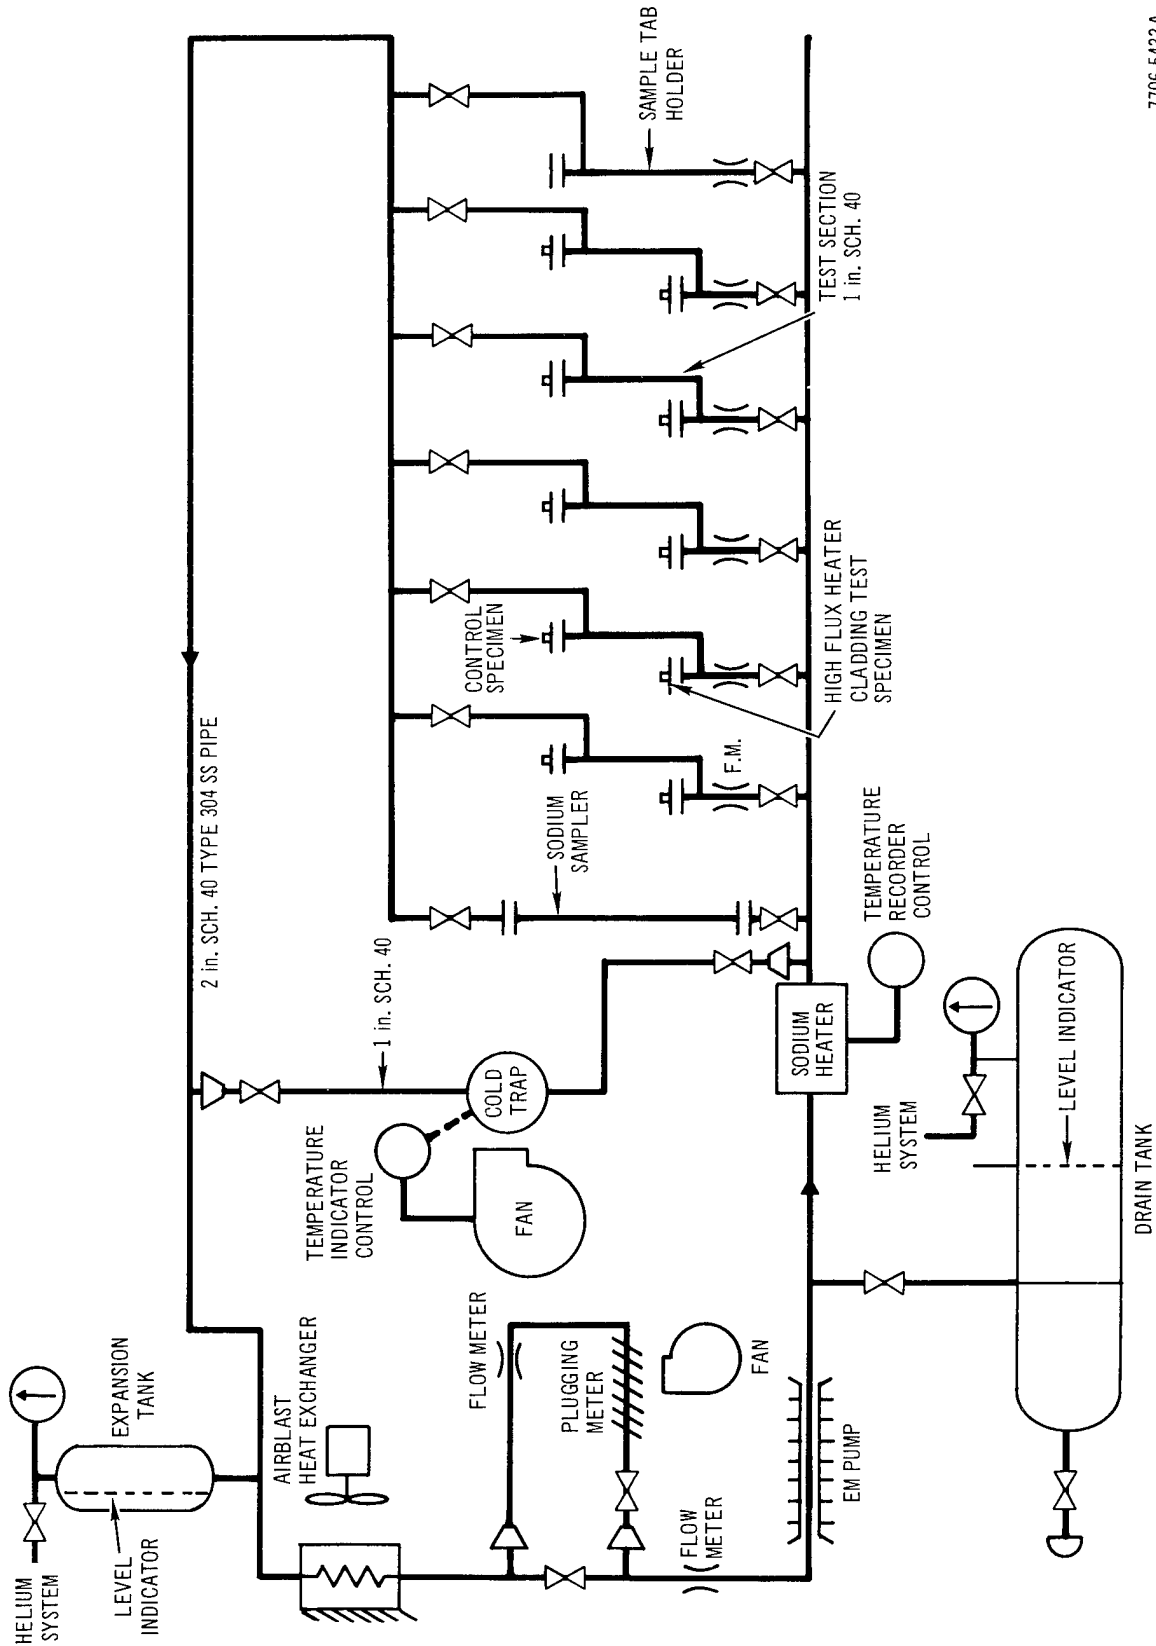 HELIUM
SYSTEM
LEVEL
INDICATOR
EXPANSION
TANK
AIRBLAST
HEAT EXCHANGER
2 in. SCH. 40 TYPE 304 SS PIPE
1 in. SCH. 40
TEMPERATURE
INDICATOR
CONTROL
COLD
TRAP
FAN
FLOW METER
PLUGGING
METER
FAN
FLOW
METER
EM PUMP
SODIUM
SAMPLER
CONTROL
SPECIMEN
F.M.
HIGH FLUX HEATER
CLADDING TEST
SPECIMEN
TEST SECTION
1 in. SCH. 40
SAMPLE TAB
HOLDER
SODIUM
HEATER
TEMPERATURE
RECORDER
CONTROL
HELIUM
SYSTEM
LEVEL INDICATOR
DRAIN TANK